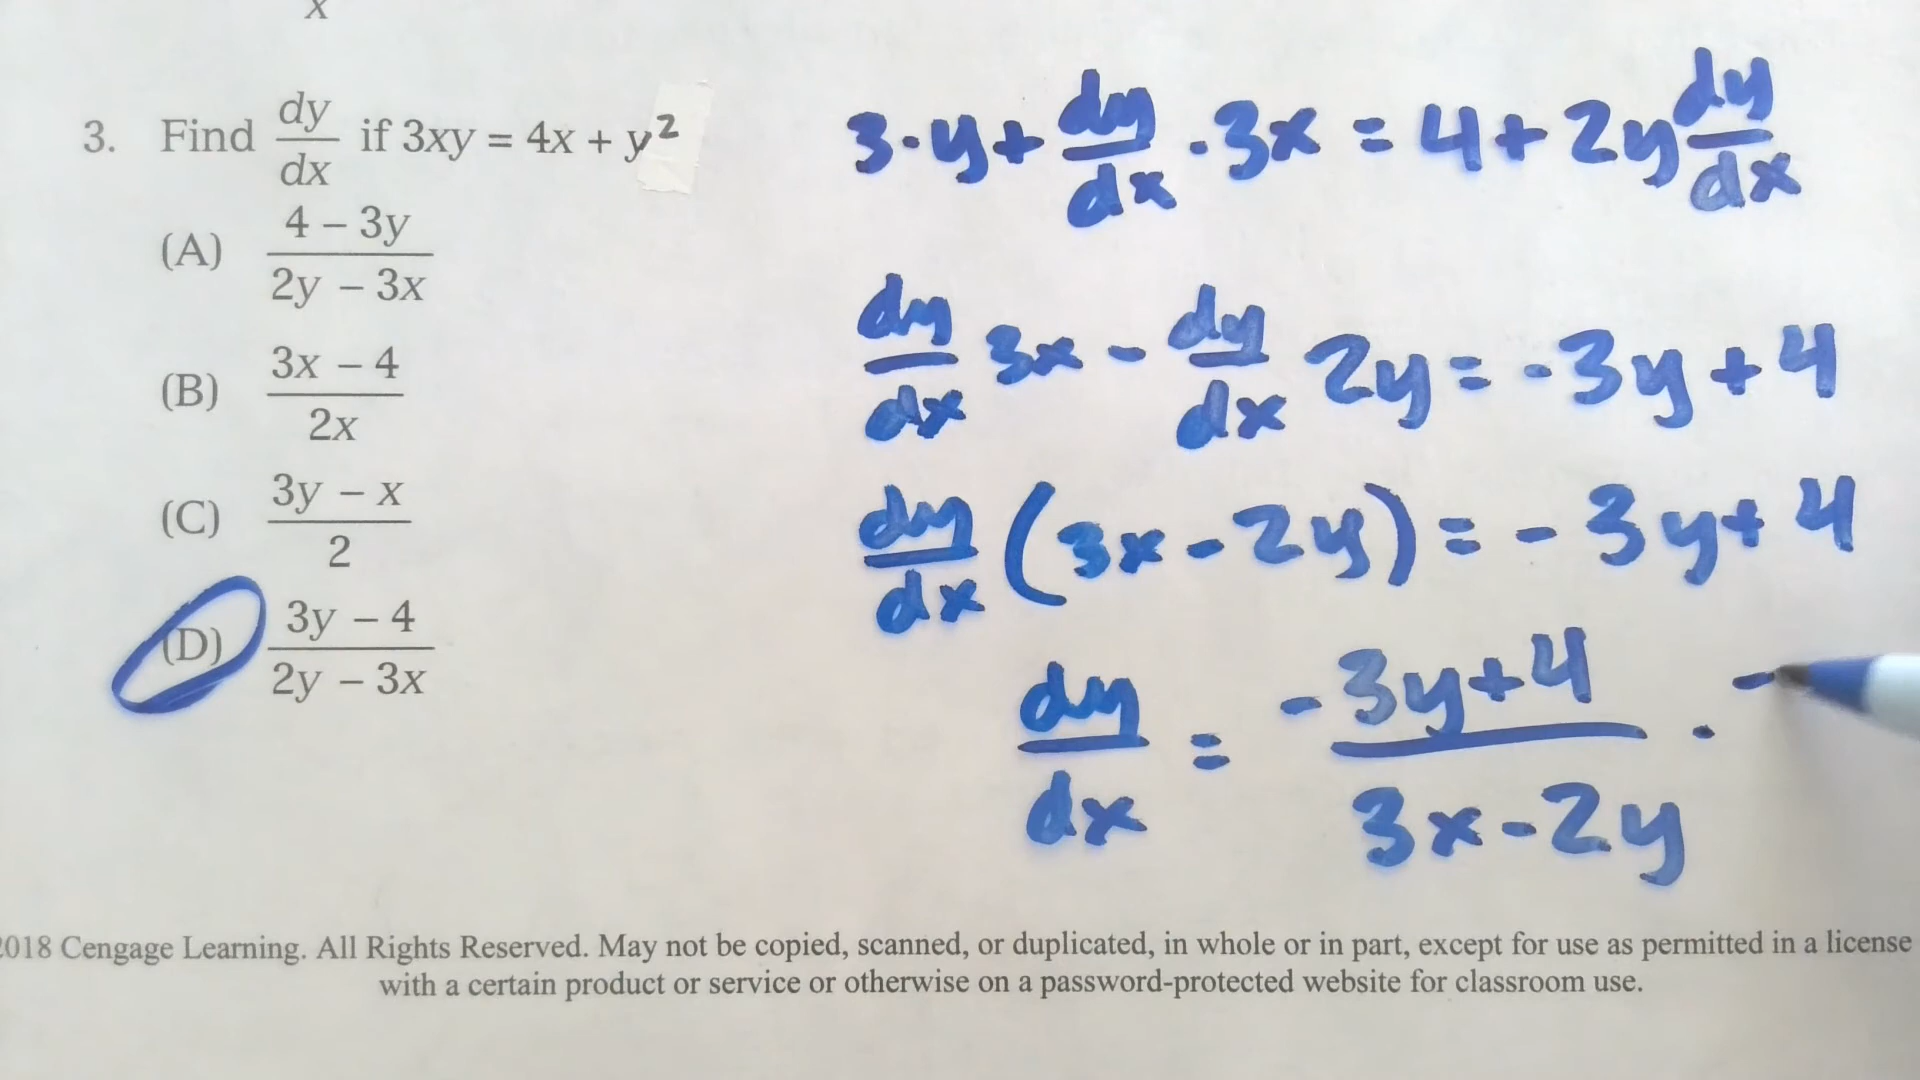 x
3. Find dy/dx if 3xy = 4x + y²
(A) 4 – 3y / 2y – 3x
(B) 3x – 4 / 2x
(C) 3y – x / 2
(D) 3y – 4 / 2y – 3x
3·y + dy/dx · 3x = 4 + 2y dy/dx
dy/dx 3x - dy/dx 2y = -3y + 4
dy/dx (3x - 2y) = -3y + 4
dy/dx = -3y+4 / 3x-2y · -
2018 Cengage Learning. All Rights Reserved. May not be copied, scanned, or duplicated, in whole or in part, except for use as permitted in a license
with a certain product or service or otherwise on a password-protected website for classroom use.